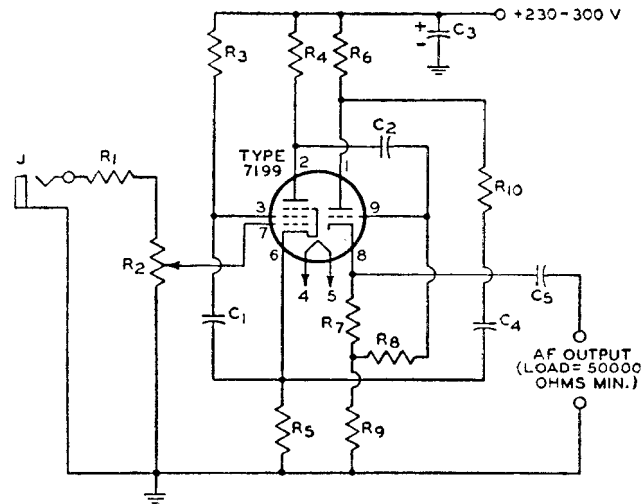 +230-300 V
+
-
C3
R3
R4
R6
C2
TYPE
7199
2
1
J
R1
R10
3
7
9
R2
6
8
4
5
C1
R7
C5
C4
R8
AF OUTPUT
(LOAD=50000
OHMS MIN.)
R5
R9